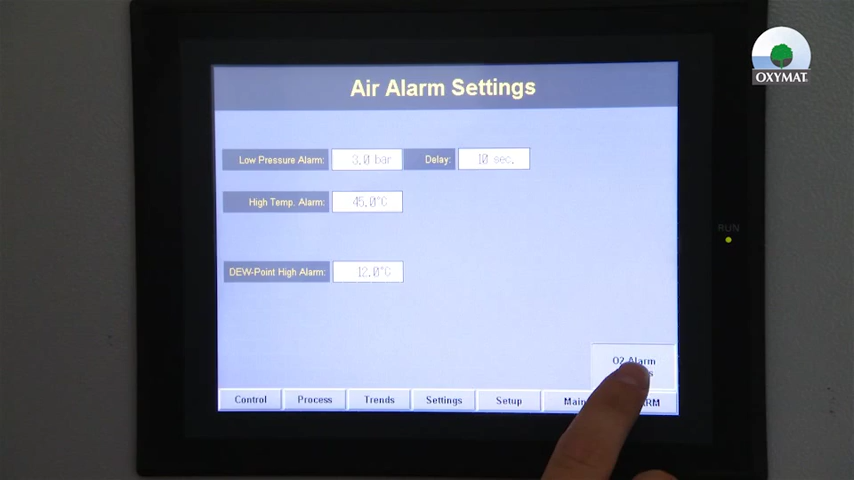 OXYMAT
Air Alarm Settings
Low Pressure Alarm: 3.0 bar Delay: 10 sec.
High Temp. Alarm: 45.0°C
RUN
DEW-Point High Alarm: 12.0°C
O2 Alarm
Control Process Trends Settings Setup